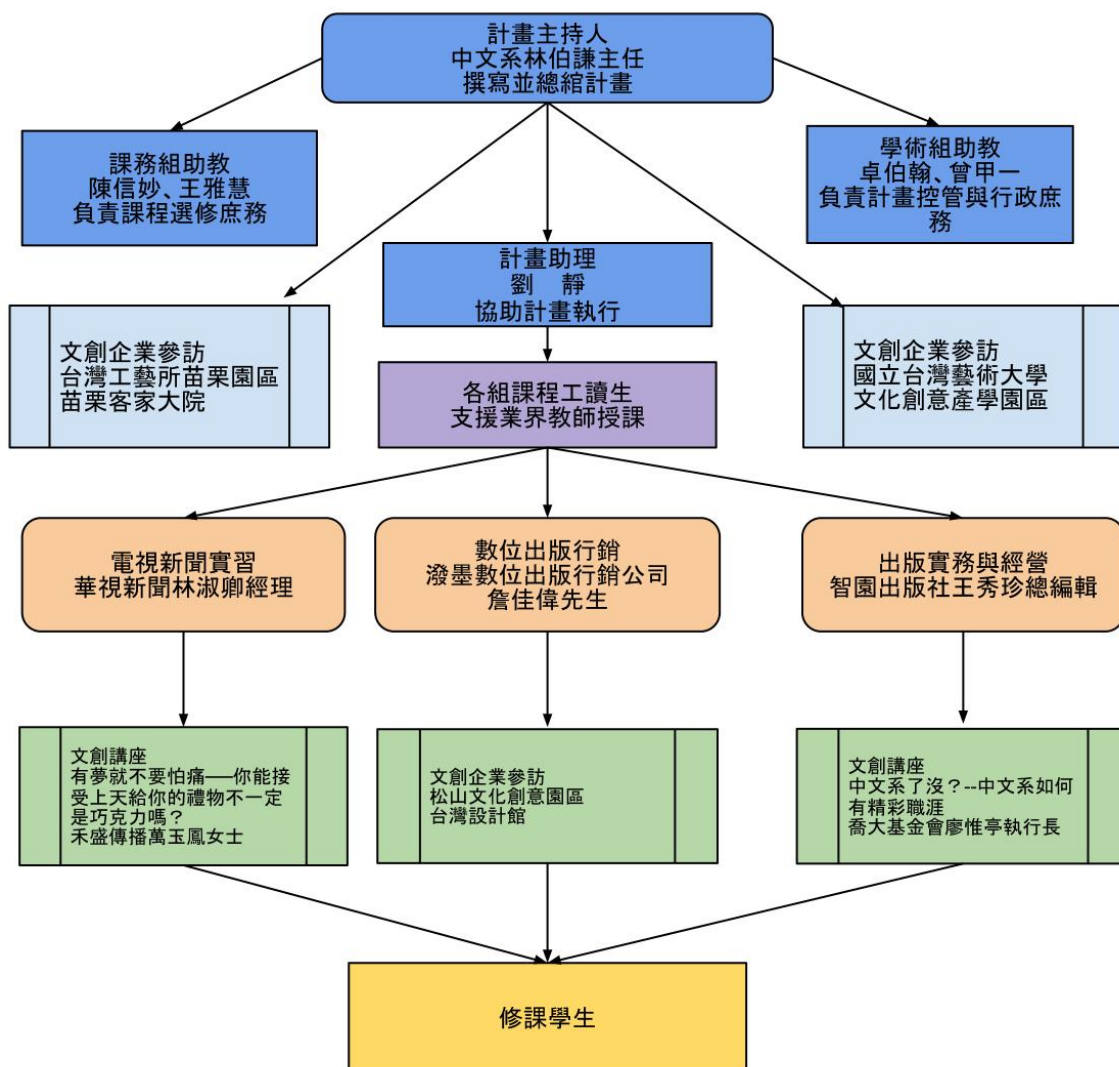 計畫主持人
中文系林伯謙主任
撰寫並總綰計畫
課務組助教
陳信妙、王雅慧
負責課程選修庶務
學術組助教
卓伯翰、曾甲一
負責計畫控管與行政庶
務
計畫助理
劉　靜
協助計畫執行
文創企業參訪
台灣工藝所苗栗園區
苗栗客家大院
文創企業參訪
國立台灣藝術大學
文化創意產學園區
各組課程工讀生
支援業界教師授課
電視新聞實習
華視新聞林淑卿經理
數位出版行銷
潑墨數位出版行銷公司
詹佳偉先生
出版實務與經營
智園出版社王秀珍總編輯
文創講座
有夢就不要怕痛──你能接
受上天給你的禮物不一定
是巧克力嗎？
禾盛傳播萬玉鳳女士
文創企業參訪
松山文化創意園區
台灣設計館
文創講座
中文系了沒？--中文系如何
有精彩職涯
喬大基金會廖惟亭執行長
修課學生